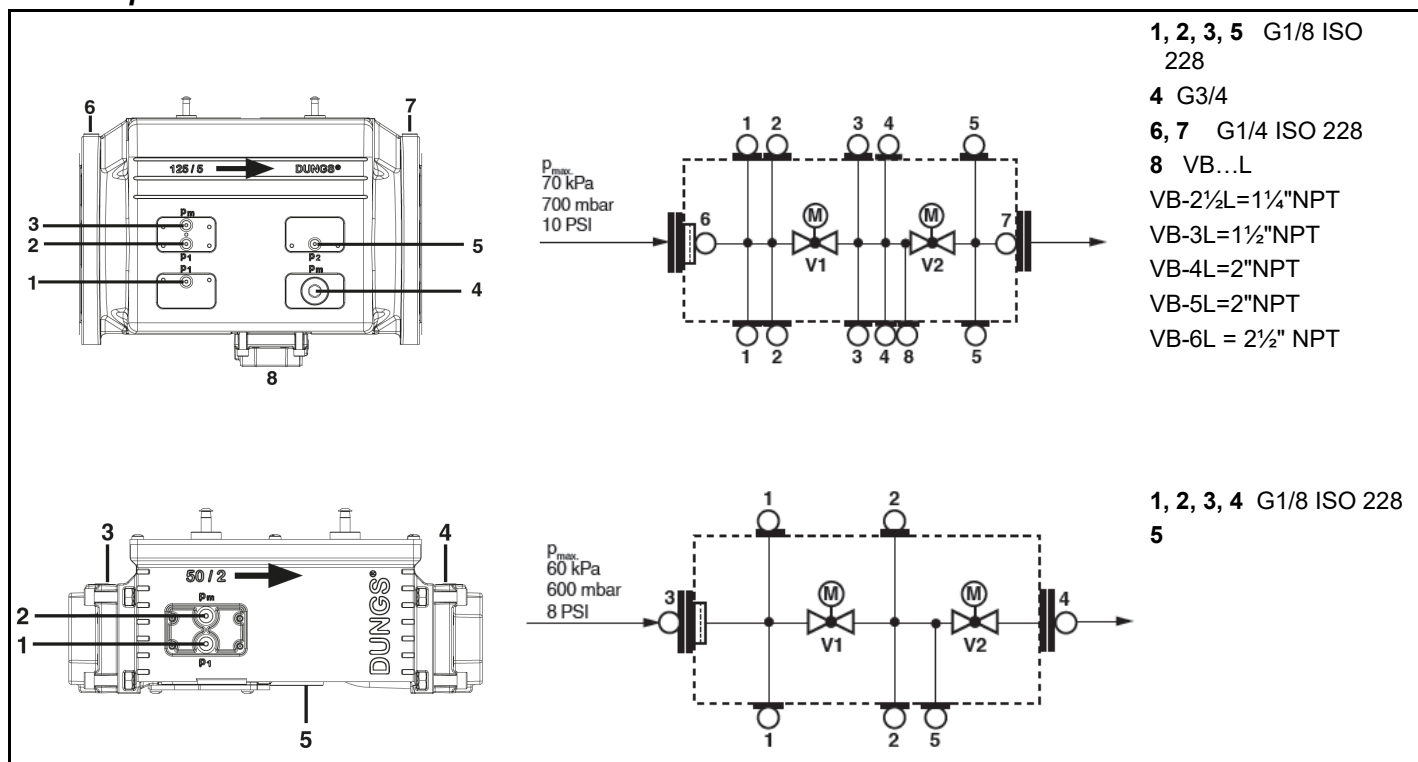 6
7
125 / 5
DUNGS®
Pm
3
2
P1
P1
1
P2
Pm
5
4
8
Pmax.
70 kPa
700 mbar
10 PSI
1 2 3 4 5
6
M
V1
M
V2
7
1 2 3 4 8 5
1, 2, 3, 5 G1/8 ISO
228
4 G3/4
6, 7 G1/4 ISO 228
8 VB…L
VB-2½L=1¼"NPT
VB-3L=1½"NPT
VB-4L=2"NPT
VB-5L=2"NPT
VB-6L = 2½" NPT
3
4
50 / 2
DUNGS®
Pm
2
1
P1
5
Pmax.
60 kPa
600 mbar
8 PSI
1 2
3
M
V1
M
V2
4
1 2 5
1, 2, 3, 4 G1/8 ISO 228
5